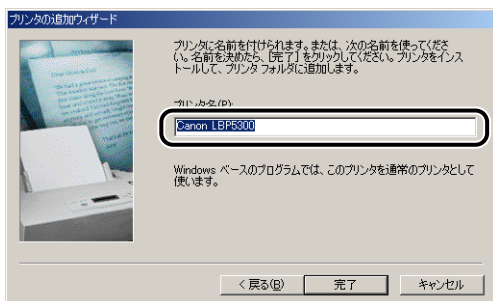 プリンタの追加ウィザード
プリンタに名前を付けられます。または、次の名前を使ってくださ
い。名前を決めたら、[完了] をクリックしてください。プリンタをインス
トールして、プリンタ フォルダに追加します。
プリンタ名(P):
Canon LBP5300
Windows ベースのプログラムでは、このプリンタを通常のプリンタとして
使います。
< 戻る(B)
完了
キャンセル